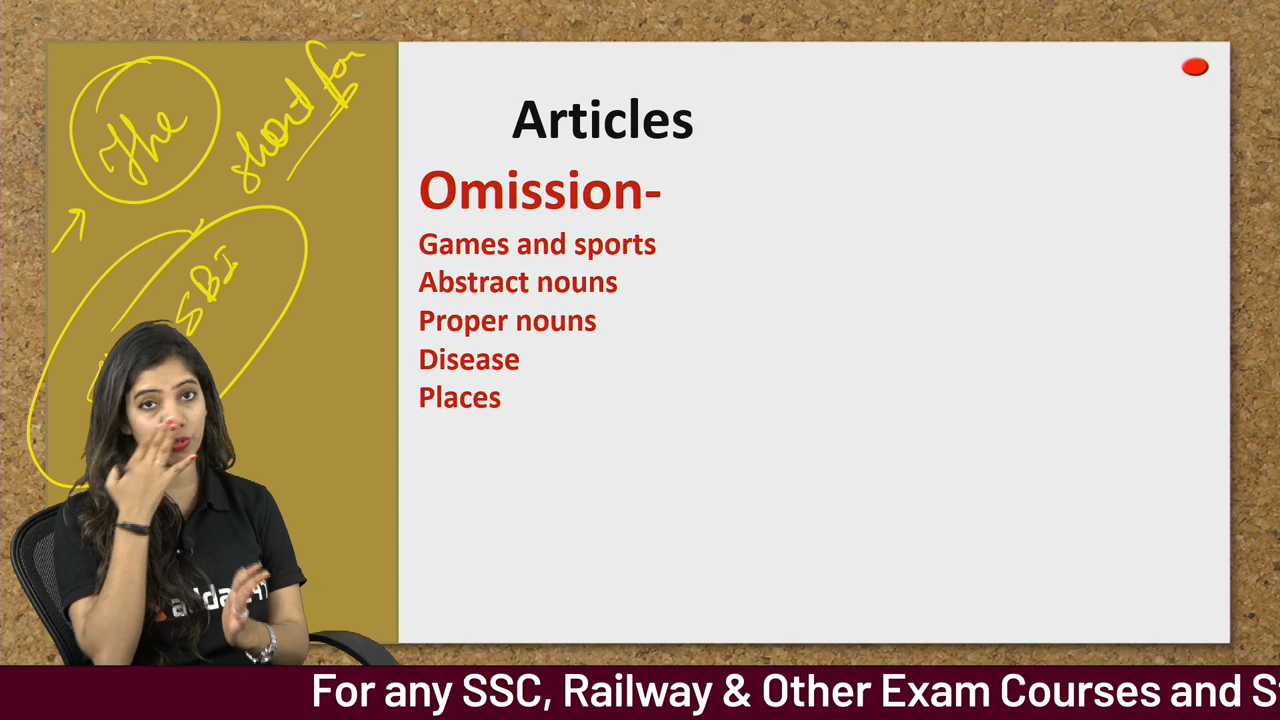 The
short for
SBI
Articles
Omission-
Games and sports
Abstract nouns
Proper nouns
Disease
Places
adda247
For any SSC, Railway & Other Exam Courses and S